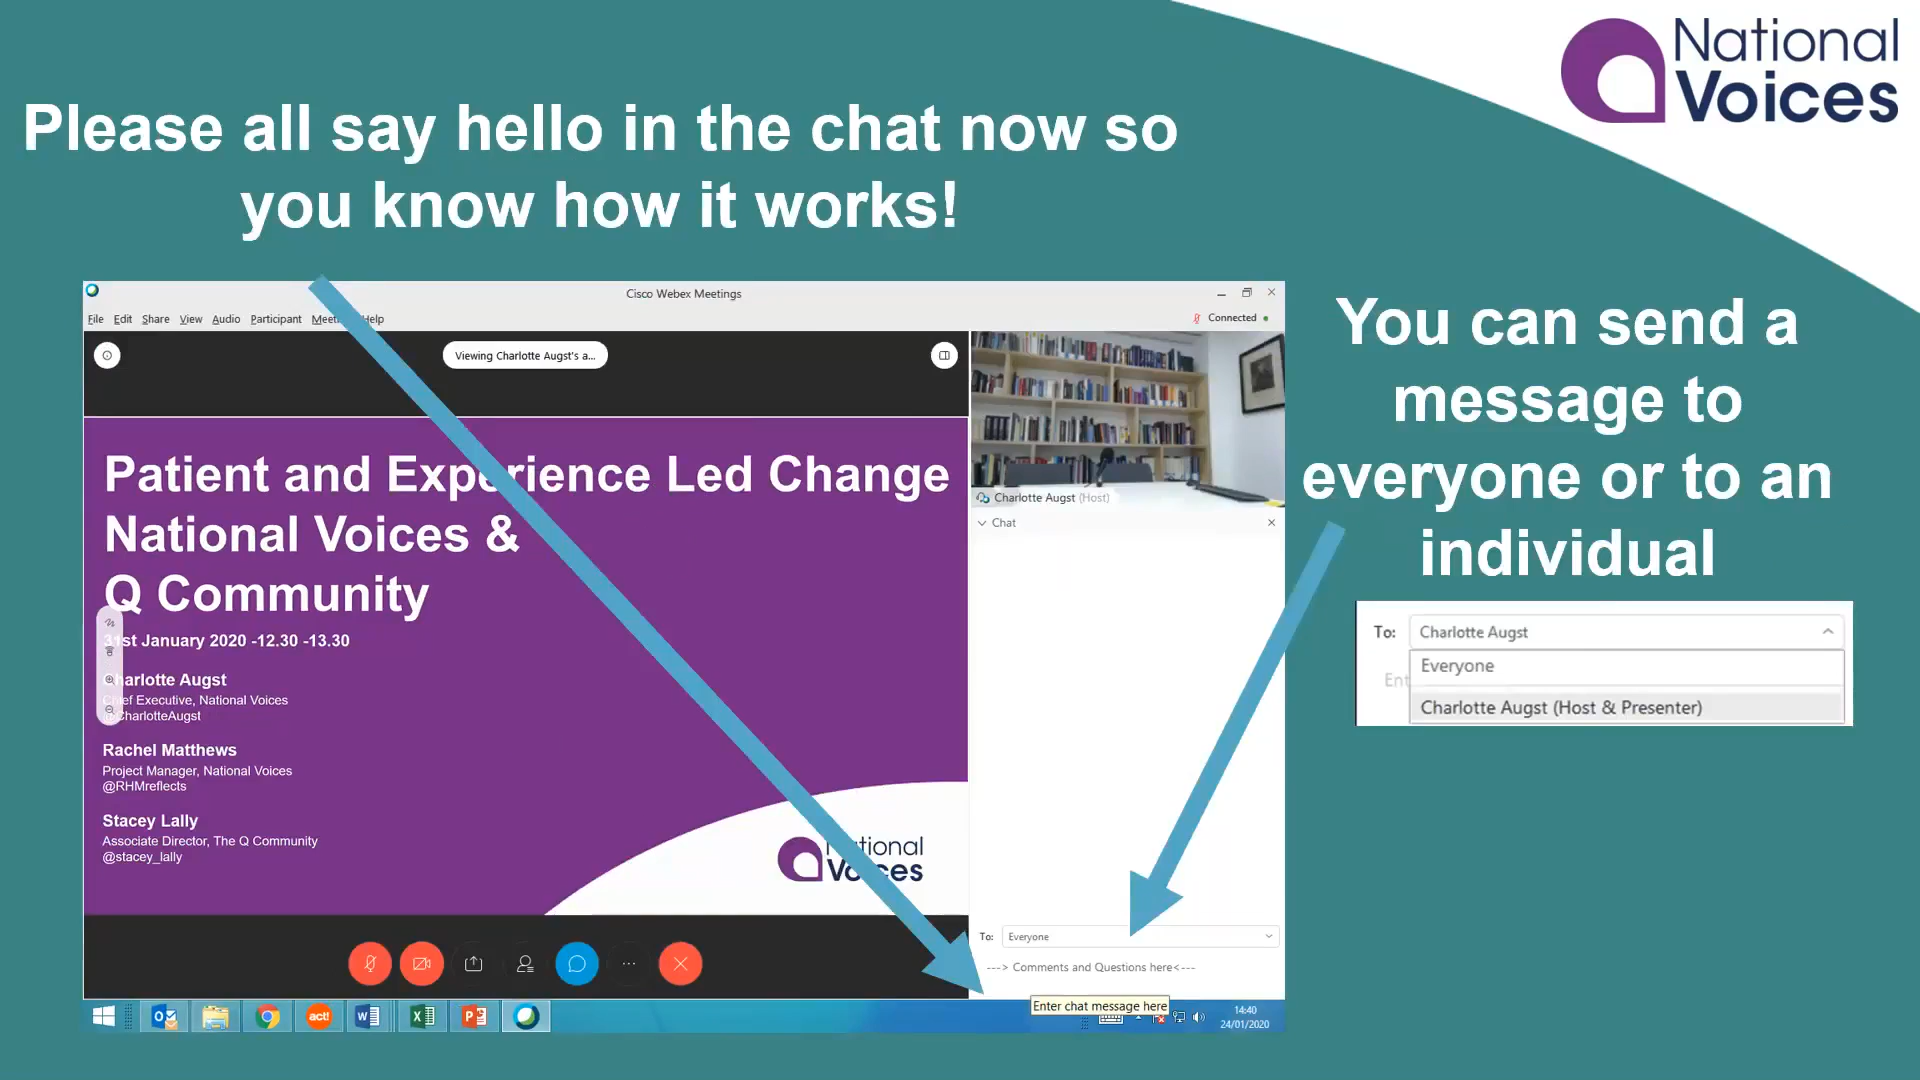 National
Voices
Please all say hello in the chat now so
you know how it works!
Cisco Webex Meetings
File Edit Share View Audio Participant Help
Connected
Viewing Charlotte Augst's a...
Patient and Experience Led Change
National Voices &
Q Community
31st January 2020 -12.30 -13.30
Charlotte Augst
Chief Executive, National Voices
@CharlotteAugst
Rachel Matthews
Project Manager, National Voices
@RHMreflects
Stacey Lally
Associate Director, The Q Community
@stacey_lally
National
Voices
Charlotte Augst (Host)
Chat
To: Everyone
---> Comments and Questions here<---
Enter chat message here
act!
14:40
24/01/2020
You can send a
message to
everyone or to an
individual
To: Charlotte Augst
Everyone
Charlotte Augst (Host & Presenter)